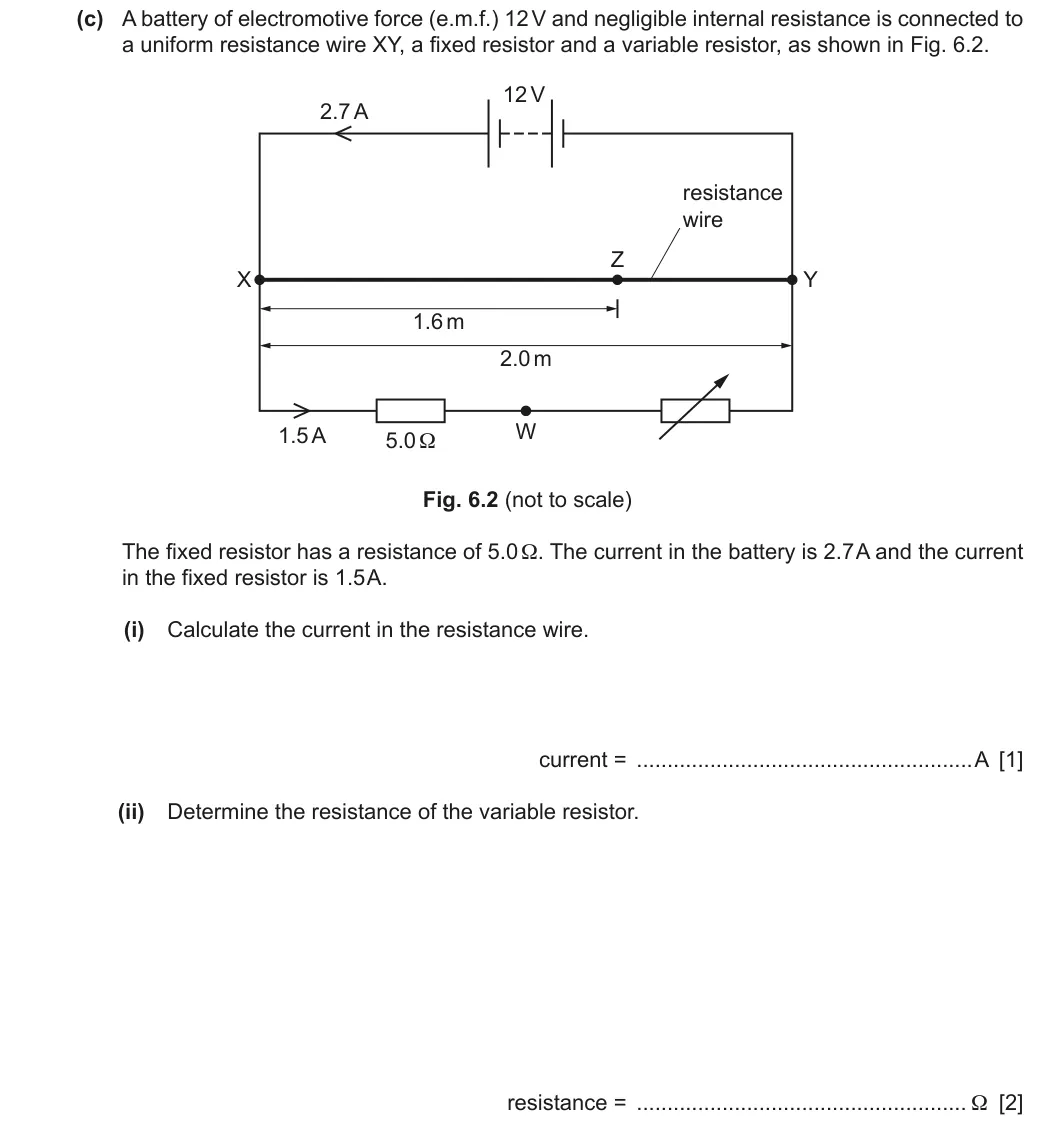 (c) A battery of electromotive force (e.m.f.) 12 V and negligible internal resistance is connected to
a uniform resistance wire XY, a fixed resistor and a variable resistor, as shown in Fig. 6.2.
12 V
2.7 A
resistance
wire
Z
X
Y
1.6 m
2.0 m
1.5 A
5.0 Ω
W
Fig. 6.2 (not to scale)
The fixed resistor has a resistance of 5.0 Ω. The current in the battery is 2.7 A and the current
in the fixed resistor is 1.5A.
(i) Calculate the current in the resistance wire.
current = ....................................................... A [1]
(ii) Determine the resistance of the variable resistor.
resistance = ...................................................... Ω [2]